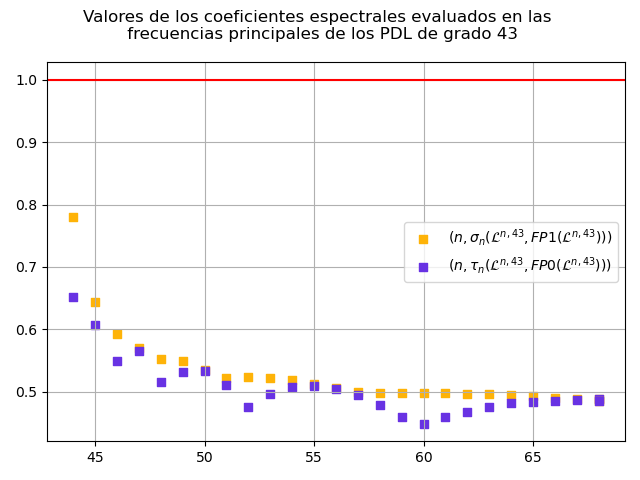 Valores de los coeficientes espectrales evaluados en las
frecuencias principales de los PDL de grado 43
1.0
0.9
0.8
0.7
0.6
0.5
(n, σₙ(ℒⁿ,⁴³, FP1(ℒⁿ,⁴³)))
(n, τₙ(ℒⁿ,⁴³, FP0(ℒⁿ,⁴³)))
45 50 55 60 65